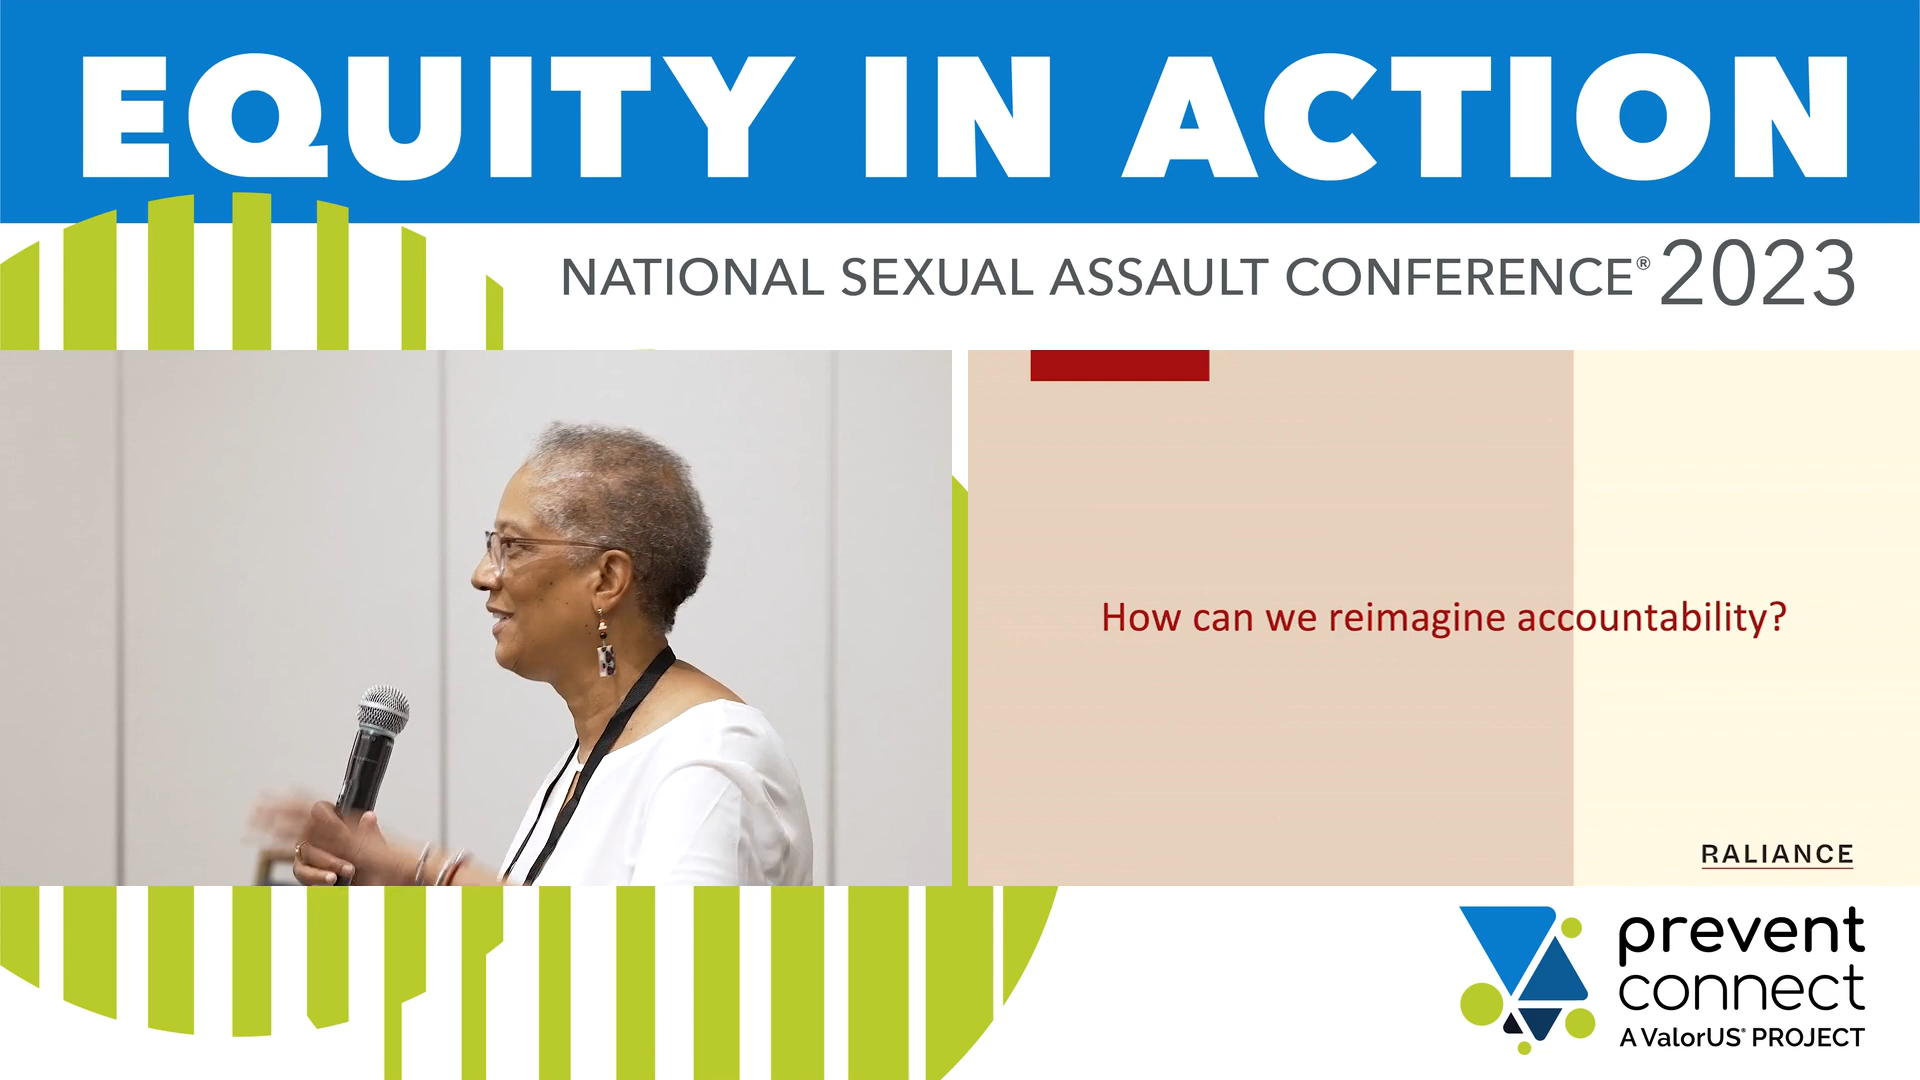 EQUITY IN ACTION
NATIONAL SEXUAL ASSAULT CONFERENCE® 2023
How can we reimagine accountability?
RALIANCE
prevent
connect
A ValorUS® PROJECT